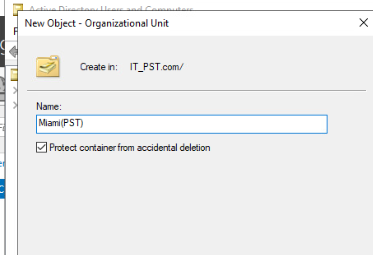 Active Directory Users and Computers
New Object - Organizational Unit
Create in: IT_PST.com/
Name:
Miami(PST)
Protect container from accidental deletion